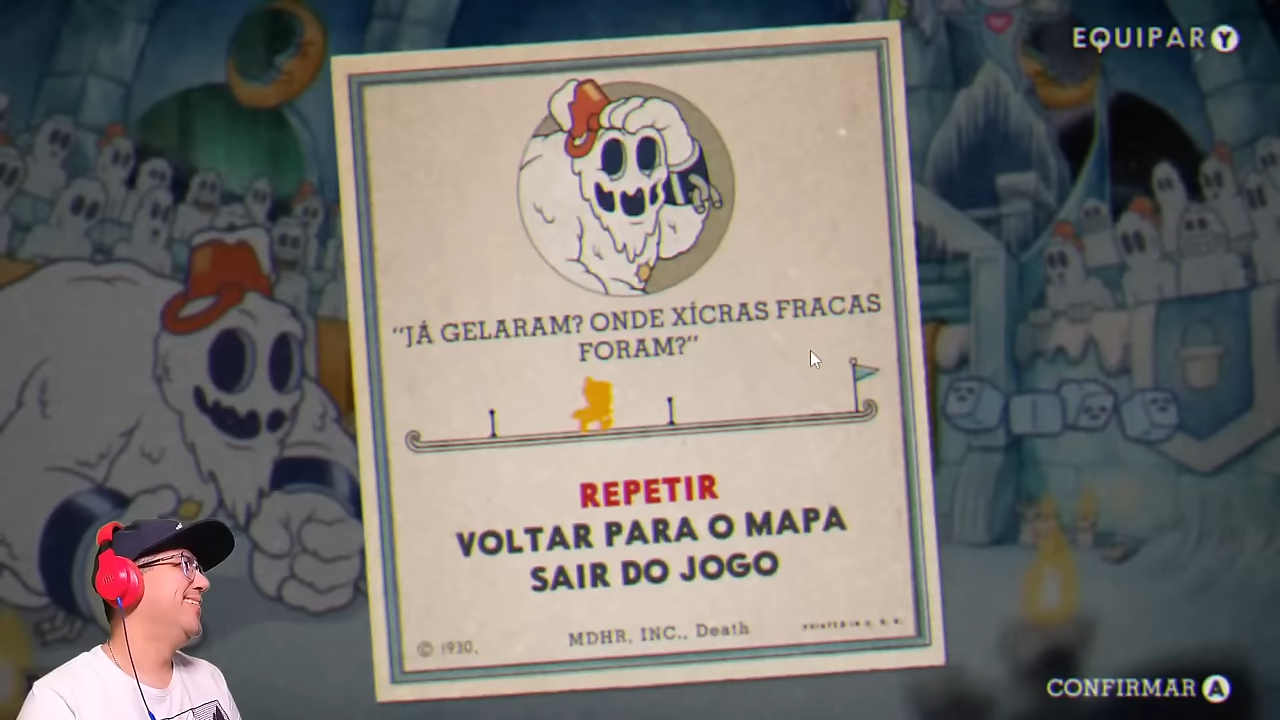 EQUIPAR Y
“JÁ GELARAM? ONDE XÍCRAS FRACAS
FORAM?”
REPETIR
VOLTAR PARA O MAPA
SAIR DO JOGO
© 1930, MDHR, INC., Death
CONFIRMAR A